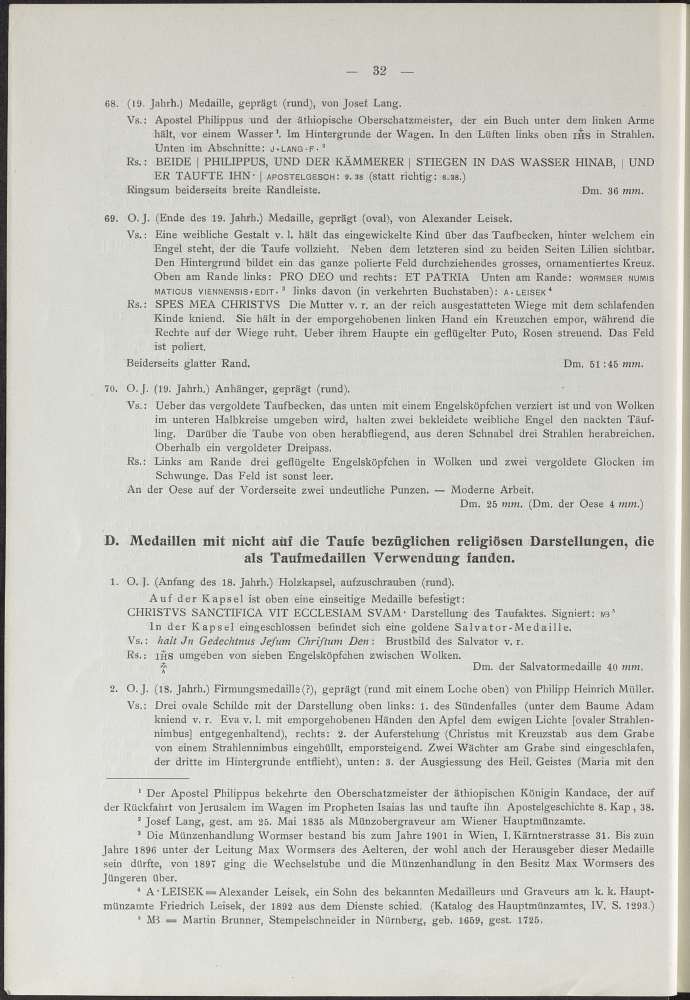 — 32 —
68. (19. Jahrh.) Medaille, geprägt (rund), von Josef Lang.
Vs.: Apostel Philippus und der äthiopische Oberschatzmeister, der ein Buch unter dem linken Arme
hält, vor einem Wasser¹. Im Hintergrunde der Wagen. In den Lüften links oben IHS in Strahlen.
Unten im Abschnitte: J·LANG·F·²
Rs.: BEIDE | PHILIPPUS, UND DER KÄMMERER | STIEGEN IN DAS WASSER HINAB, | UND
ER TAUFTE IHN· | APOSTELGESCH: 9. 38 (statt richtig: 8. 38.)
Ringsum beiderseits breite Randleiste. Dm. 36 mm.
69. O. J. (Ende des 19. Jahrh.) Medaille, geprägt (oval), von Alexander Leisek.
Vs.: Eine weibliche Gestalt v. l. hält das eingewickelte Kind über das Taufbecken, hinter welchem ein
Engel steht, der die Taufe vollzieht. Neben dem letzteren sind zu beiden Seiten Lilien sichtbar.
Den Hintergrund bildet ein das ganze polierte Feld durchziehendes grosses, ornamentiertes Kreuz.
Oben am Rande links: PRO DEO und rechts: ET PATRIA Unten am Rande: WORMSER NUMIS
MATICUS VIENNENSIS·EDIT·³ links davon (in verkehrten Buchstaben): A·LEISEK⁴
Rs.: SPES MEA CHRISTVS Die Mutter v. r. an der reich ausgestatteten Wiege mit dem schlafenden
Kinde kniend. Sie hält in der emporgehobenen linken Hand ein Kreuzchen empor, während die
Rechte auf der Wiege ruht. Ueber ihrem Haupte ein geflügelter Puto, Rosen streuend. Das Feld
ist poliert.
Beiderseits glatter Rand. Dm. 51 : 45 mm.
70. O. J. (19. Jahrh.) Anhänger, geprägt (rund).
Vs.: Ueber das vergoldete Taufbecken, das unten mit einem Engelsköpfchen verziert ist und von Wolken
im unteren Halbkreise umgeben wird, halten zwei bekleidete weibliche Engel den nackten Täuf-
ling. Darüber die Taube von oben herabfliegend, aus deren Schnabel drei Strahlen herabreichen.
Oberhalb ein vergoldeter Dreipass.
Rs.: Links am Rande drei geflügelte Engelsköpfchen in Wolken und zwei vergoldete Glocken im
Schwunge. Das Feld ist sonst leer.
An der Oese auf der Vorderseite zwei undeutliche Punzen. — Moderne Arbeit.
Dm. 25 mm. (Dm. der Oese 4 mm.)
D. Medaillen mit nicht auf die Taufe bezüglichen religiösen Darstellungen, die
als Taufmedaillen Verwendung fanden.
1. O. J. (Anfang des 18. Jahrh.) Holzkapsel, aufzuschrauben (rund).
Auf der Kapsel ist oben eine einseitige Medaille befestigt:
CHRISTVS SANCTIFICA VIT ECCLESIAM SVAM· Darstellung des Taufaktes. Signiert: MB⁵
In der Kapsel eingeschlossen befindet sich eine goldene Salvator-Medaille.
Vs.: halt Jn Gedechtnus Jeſum Chriſtum Den: Brustbild des Salvator v. r.
Rs.: IHS umgeben von sieben Engelsköpfchen zwischen Wolken.
Dm. der Salvatormedaille 40 mm.
2. O. J. (18. Jahrh.) Firmungsmedaille (?), geprägt (rund mit einem Loche oben) von Philipp Heinrich Müller.
Vs.: Drei ovale Schilde mit der Darstellung oben links: 1. des Sündenfalles (unter dem Baume Adam
kniend v. r. Eva v. l. mit emporgehobenen Händen den Apfel dem ewigen Lichte [ovaler Strahlen-
nimbus] entgegenhaltend), rechts: 2. der Auferstehung (Christus mit Kreuzstab aus dem Grabe
von einem Strahlennimbus eingehüllt, emporsteigend. Zwei Wächter am Grabe sind eingeschlafen,
der dritte im Hintergrunde entflieht), unten: 3. der Ausgiessung des Heil. Geistes (Maria mit den
¹ Der Apostel Philippus bekehrte den Oberschatzmeister der äthiopischen Königin Kandace, der auf
der Rückfahrt von Jerusalem im Wagen im Propheten Isaias las und taufte ihn Apostelgeschichte 8. Kap, 38.
² Josef Lang, gest. am 25. Mai 1835 als Münzobergraveur am Wiener Hauptmünzamte.
³ Die Münzenhandlung Wormser bestand bis zum Jahre 1901 in Wien, I. Kärntnerstrasse 31. Bis zum
Jahre 1896 unter der Leitung Max Wormsers des Aelteren, der wohl auch der Herausgeber dieser Medaille
sein dürfte, von 1897 ging die Wechselstube und die Münzenhandlung in den Besitz Max Wormsers des
Jüngeren über.
⁴ A·LEISEK = Alexander Leisek, ein Sohn des bekannten Medailleurs und Graveurs am k. k. Haupt-
münzamte Friedrich Leisek, der 1892 aus dem Dienste schied. (Katalog des Hauptmünzamtes, IV. S. 1293.)
⁵ MB = Martin Brunner, Stempelschneider in Nürnberg, geb. 1659, gest. 1725.